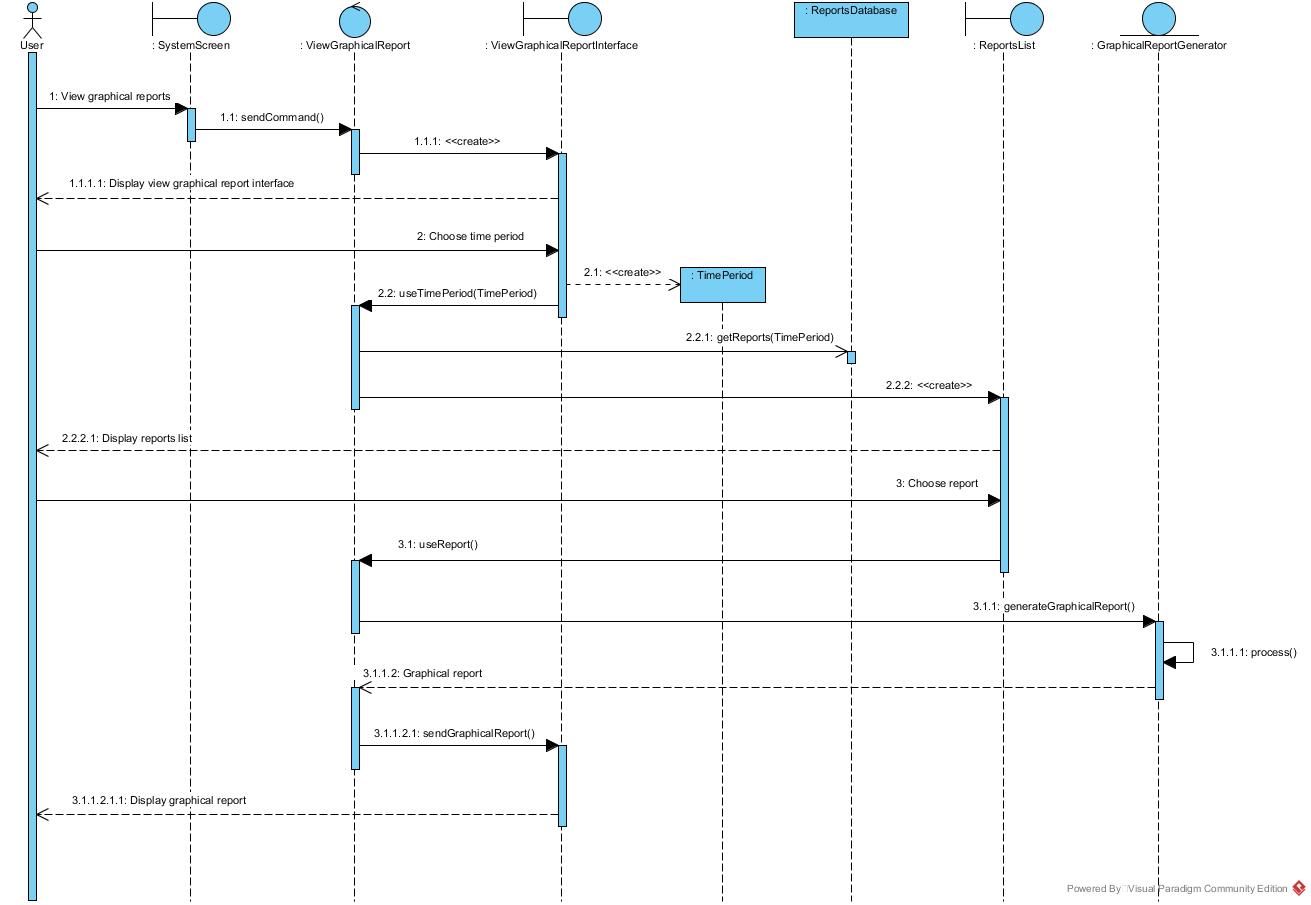 User
: SystemScreen
: ViewGraphicalReport
: ViewGraphicalReportInterface
: ReportsDatabase
: ReportsList
: GraphicalReportGenerator
1: View graphical reports
1.1: sendCommand()
1.1.1: <<create>>
1.1.1.1: Display view graphical report interface
2: Choose time period
2.1: <<create>>
: TimePeriod
2.2: useTimePeriod(TimePeriod)
2.2.1: getReports(TimePeriod)
2.2.2: <<create>>
2.2.2.1: Display reports list
3: Choose report
3.1: useReport()
3.1.1: generateGraphicalReport()
3.1.1.1: process()
3.1.1.2: Graphical report
3.1.1.2.1: sendGraphicalReport()
3.1.1.2.1.1: Display graphical report
Powered By Visual Paradigm Community Edition